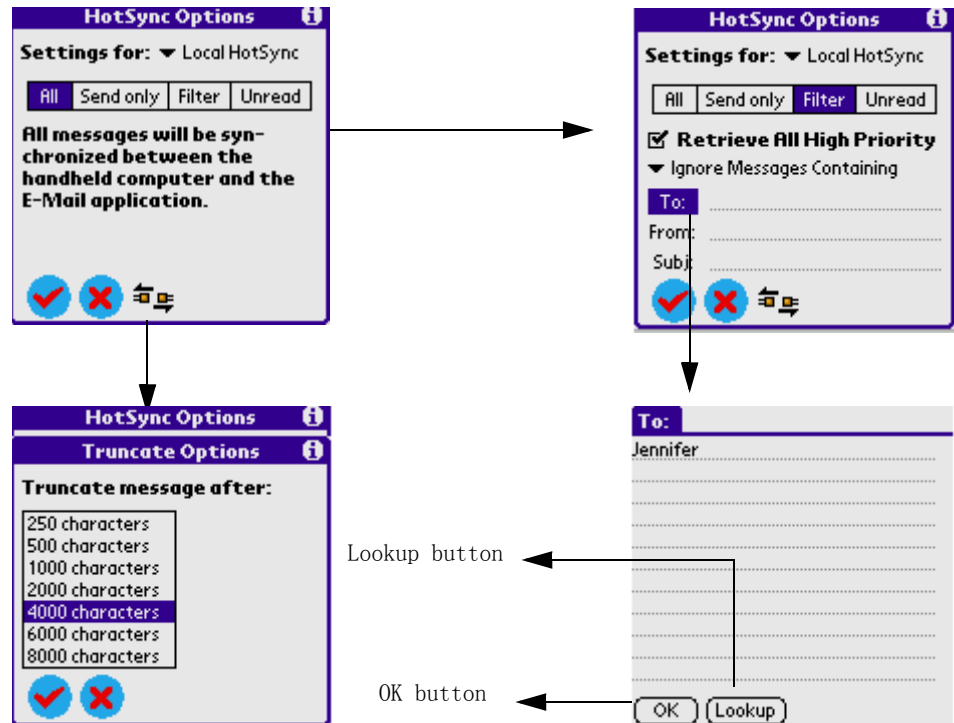 HotSync Options
Settings for: Local HotSync
All Send only Filter Unread
All messages will be syn-
chronized between the
handheld computer and the
E-Mail application.
HotSync Options
Settings for: Local HotSync
All Send only Filter Unread
Retrieve All High Priority
Ignore Messages Containing
To:
From:
Subj:
HotSync Options
Truncate Options
Truncate message after:
250 characters
500 characters
1000 characters
2000 characters
4000 characters
6000 characters
8000 characters
Lookup button
OK button
To:
Jennifer
OK Lookup